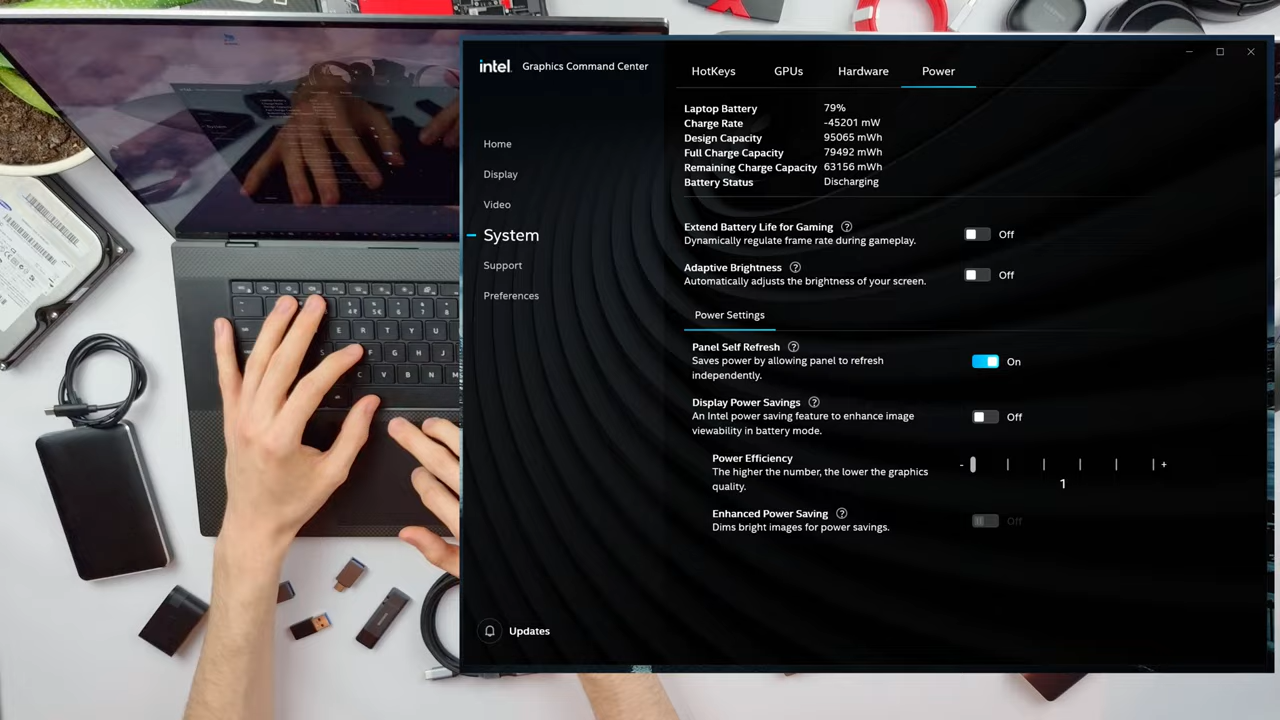 intel. Graphics Command Center
HotKeys GPUs Hardware Power
Home
Display
Video
System
Support
Preferences
Updates
Laptop Battery 79%
Charge Rate -45201 mW
Design Capacity 95065 mWh
Full Charge Capacity 79492 mWh
Remaining Charge Capacity 63156 mWh
Battery Status Discharging
Extend Battery Life for Gaming ? Off
Dynamically regulate frame rate during gameplay.
Adaptive Brightness ? Off
Automatically adjusts the brightness of your screen.
Power Settings
Panel Self Refresh ?
Saves power by allowing panel to refresh On
independently.
Display Power Savings ?
An Intel power saving feature to enhance image Off
viewability in battery mode.
Power Efficiency
The higher the number, the lower the graphics - +
quality. 1
Enhanced Power Saving ? Off
Dims bright images for power savings.
E R T Y U
S F G H J
C V B N M